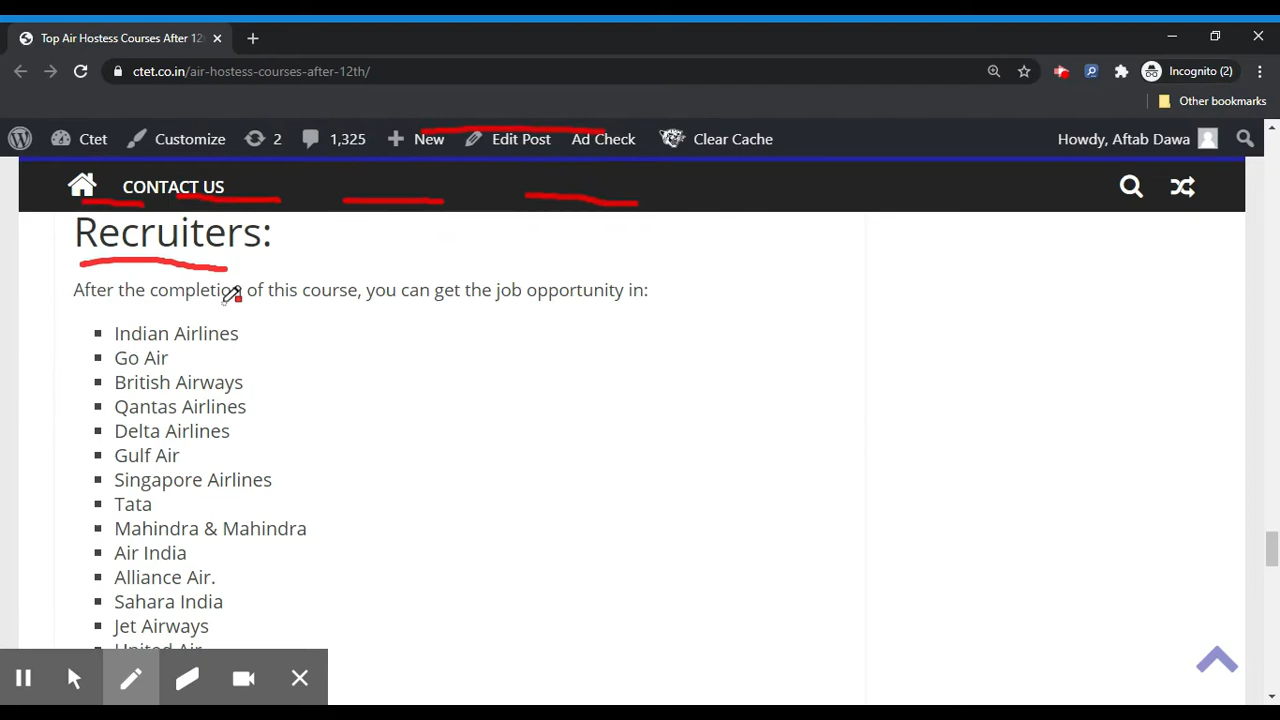 Top Air Hostess Courses After 12
ctet.co.in/air-hostess-courses-after-12th/
Incognito (2)
Other bookmarks
Ctet
Customize
2
1,325
New
Edit Post
Ad Check
Clear Cache
Howdy, Aftab Dawa
CONTACT US
Recruiters:
After the completion of this course, you can get the job opportunity in:
Indian Airlines
Go Air
British Airways
Qantas Airlines
Delta Airlines
Gulf Air
Singapore Airlines
Tata
Mahindra & Mahindra
Air India
Alliance Air.
Sahara India
Jet Airways
United Air